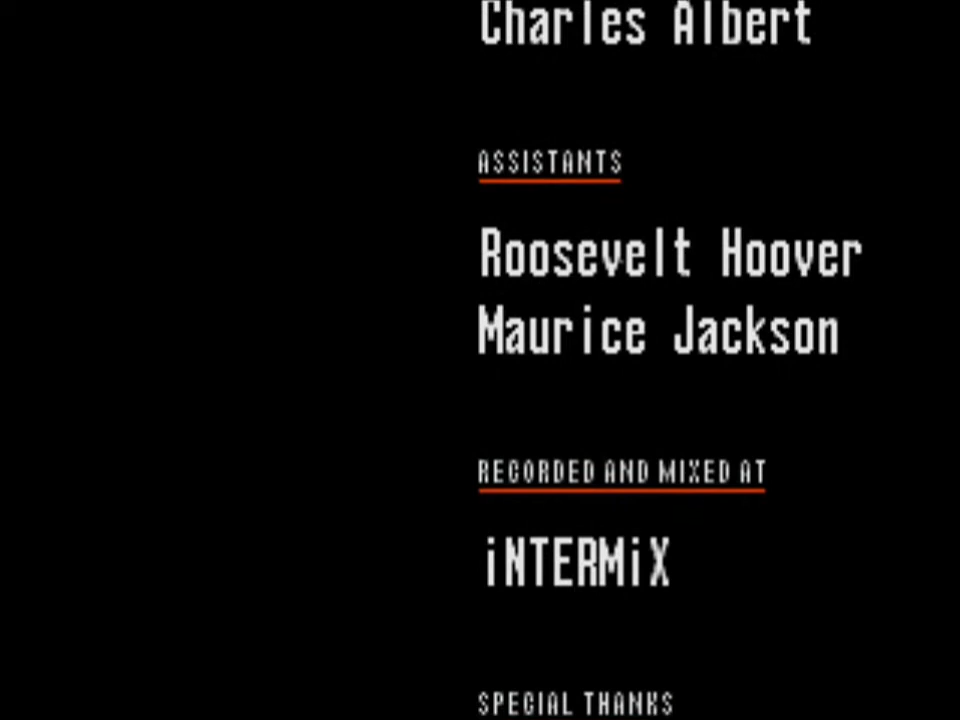 Charles Albert
ASSISTANTS
Roosevelt Hoover
Maurice Jackson
RECORDED AND MIXED AT
iNTERMiX
SPECIAL THANKS